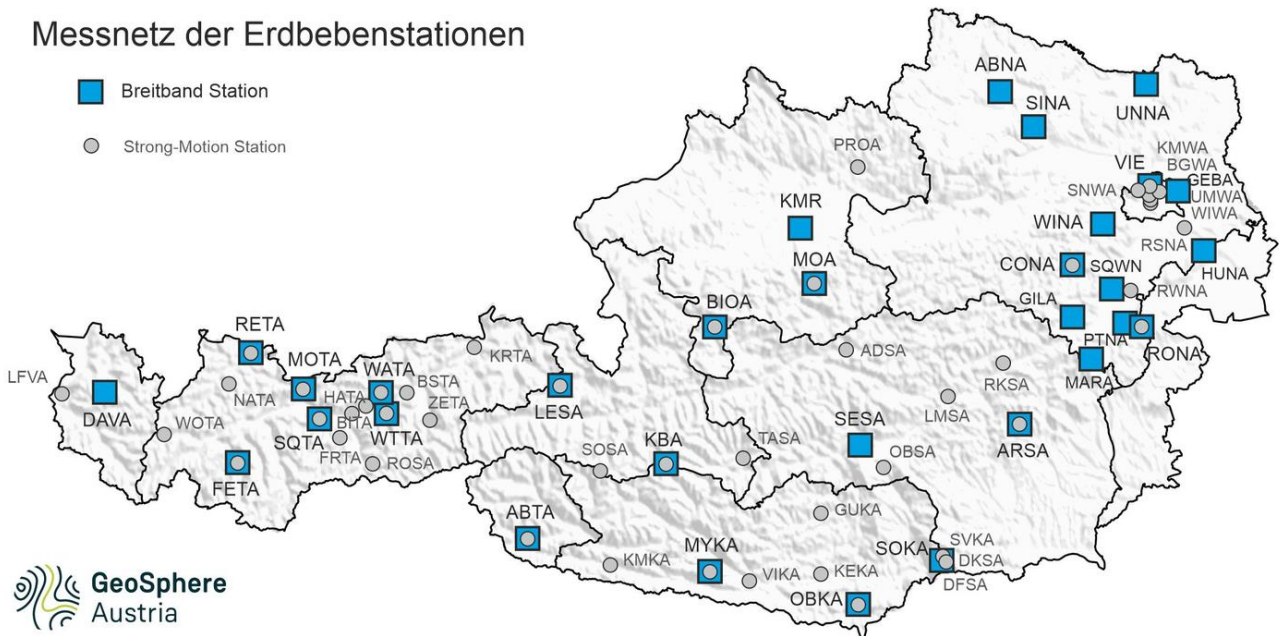 Messnetz der Erdbebenstationen
Breitband Station
Strong-Motion Station
ABNA
SINA
UNNA
PROA
KMWA
VIE
BGWA
GEBA
SNWA
UMWA
WIWA
KMR
WINA
RSNA
MOA
CONA
SQWN
HUNA
BIOA
GILA
RWNA
RETA
PTNA
RONA
MOTA
WATA
KRTA
ADSA
MARA
LFVA
DAVA
NATA
HATA
BSTA
LESA
RKSA
WOTA
SQTA
BITA
WTTA
ZETA
LMSA
FRTA
ROSA
SOSA
KBA
TASA
SESA
OBSA
ARSA
FETA
ABTA
GUKA
KMKA
MYKA
VIKA
KEKA
SOKA
SVKA
DKSA
DFSA
OBKA
GeoSphere
Austria